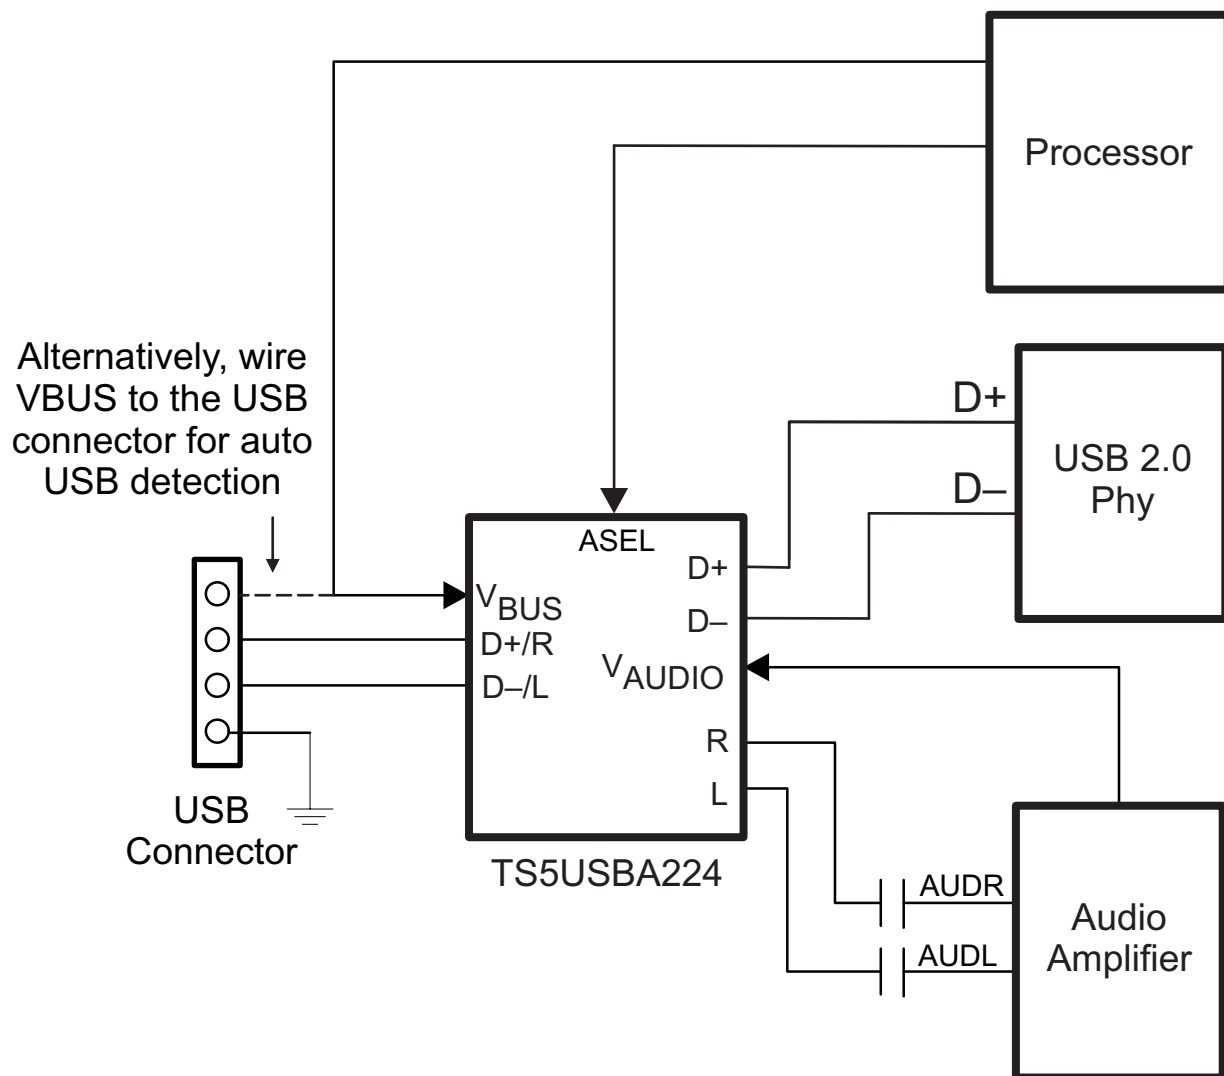 Processor
Alternatively, wire
VBUS to the USB
connector for auto
USB detection
D+
D–
USB 2.0
Phy
ASEL
VBUS
D+/R
D–/L
D+
D–
VAUDIO
R
L
USB
Connector
TS5USBA224
AUDR
AUDL
Audio
Amplifier